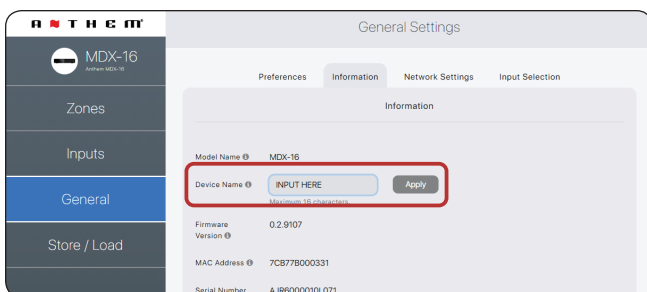 ANTHEM
General Settings
MDX-16
Anthem MDX-16
Preferences Information Network Settings Input Selection
Zones
Information
Inputs
Model Name MDX-16
Device Name INPUT HERE Apply
Maximum 16 characters
General
Firmware Version 0.2.9107
Store / Load
MAC Address 7CB77B000331
Serial Number AJR6000010L071